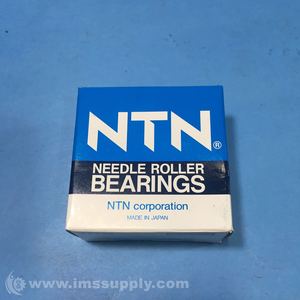 NTN®
NEEDLE ROLLER
BEARINGS
NTN corporation
MADE IN JAPAN
© www.imssupply.com